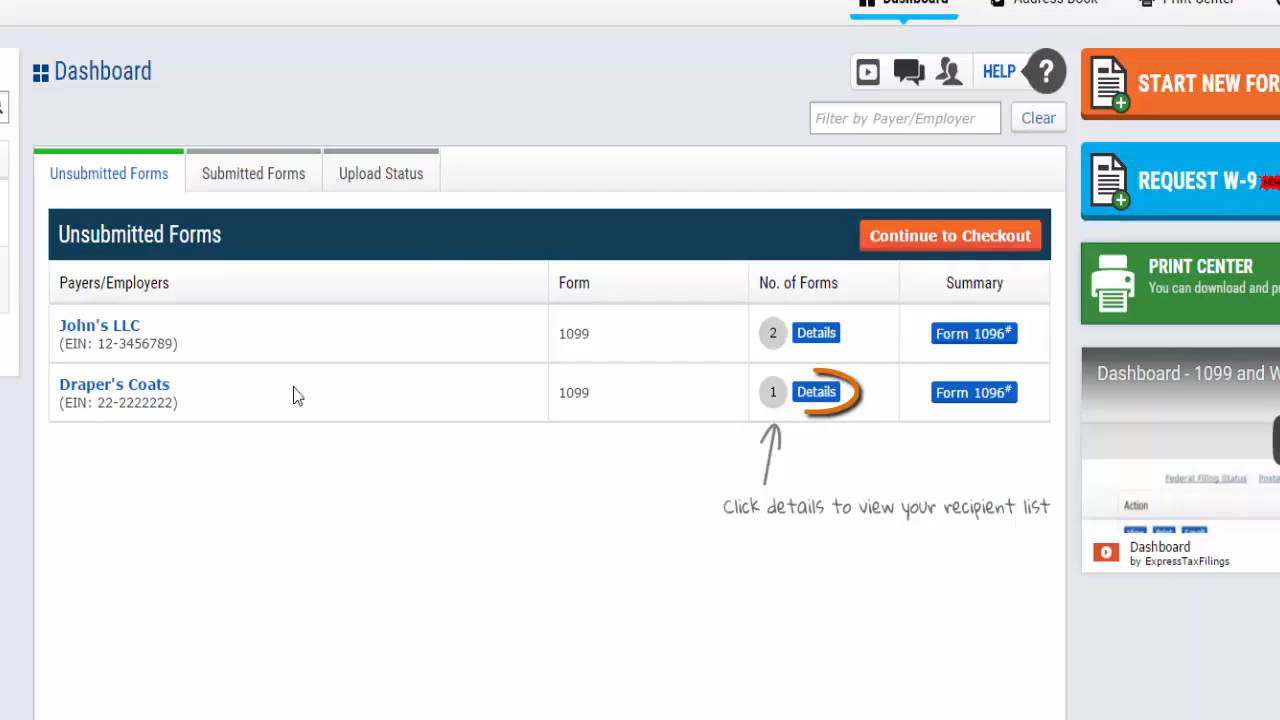 Dashboard Address Book Print Center
Dashboard
HELP ?
Filter by Payer/Employer Clear
Unsubmitted Forms Submitted Forms Upload Status
Unsubmitted Forms Continue to Checkout
Payers/Employers Form No. of Forms Summary
John's LLC
(EIN: 12-3456789) 1099 2 Details Form 1096#
Draper's Coats
(EIN: 22-2222222) 1099 1 Details Form 1096#
Click details to view your recipient list
START NEW FOR
REQUEST W-9
PRINT CENTER
You can download and p
Dashboard - 1099 and W
Federal Filing Status Posta
Action
View Print Email
Dashboard
by ExpressTaxFilings